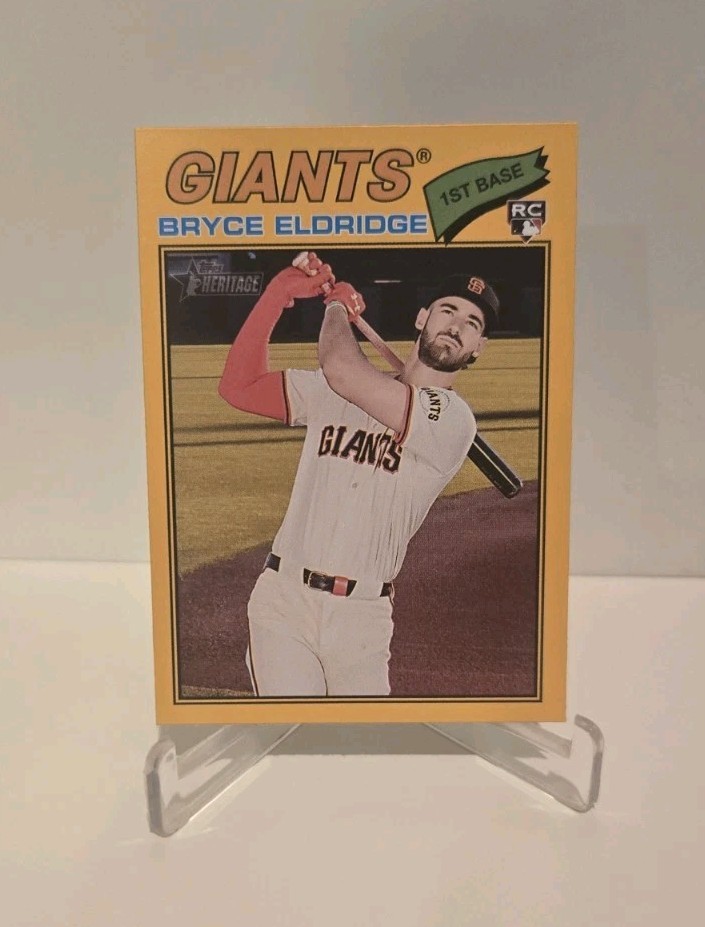 GIANTS®
1ST BASE
BRYCE ELDRIDGE
RC
Topps
HERITAGE
SF
GIANTS
GIANTS